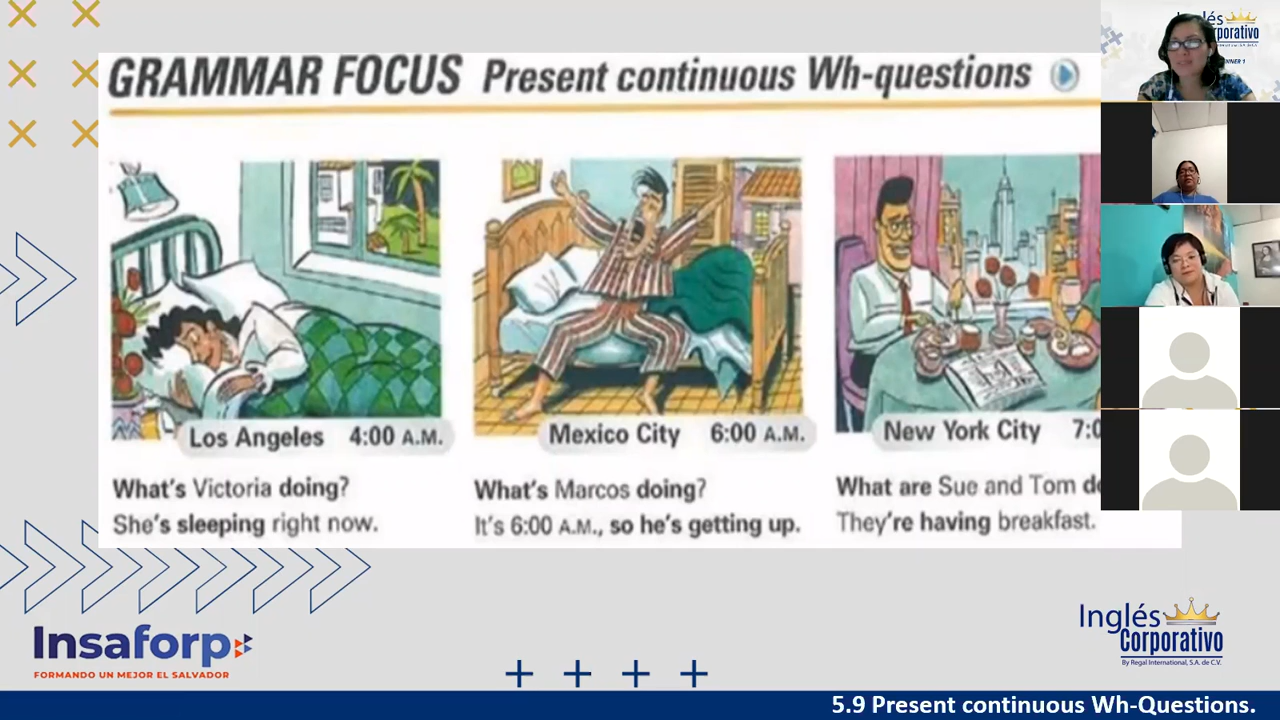 GRAMMAR FOCUS Present continuous Wh-questions
Los Angeles 4:00 A.M.
What's Victoria doing?
She's sleeping right now.
Mexico City 6:00 A.M.
What's Marcos doing?
It's 6:00 A.M., so he's getting up.
New York City 7:0
What are Sue and Tom d
They're having breakfast.
Insaforp
FORMANDO UN MEJOR EL SALVADOR
Inglés
Corporativo
By Regal International, S.A. de C.V.
5.9 Present continuous Wh-Questions.